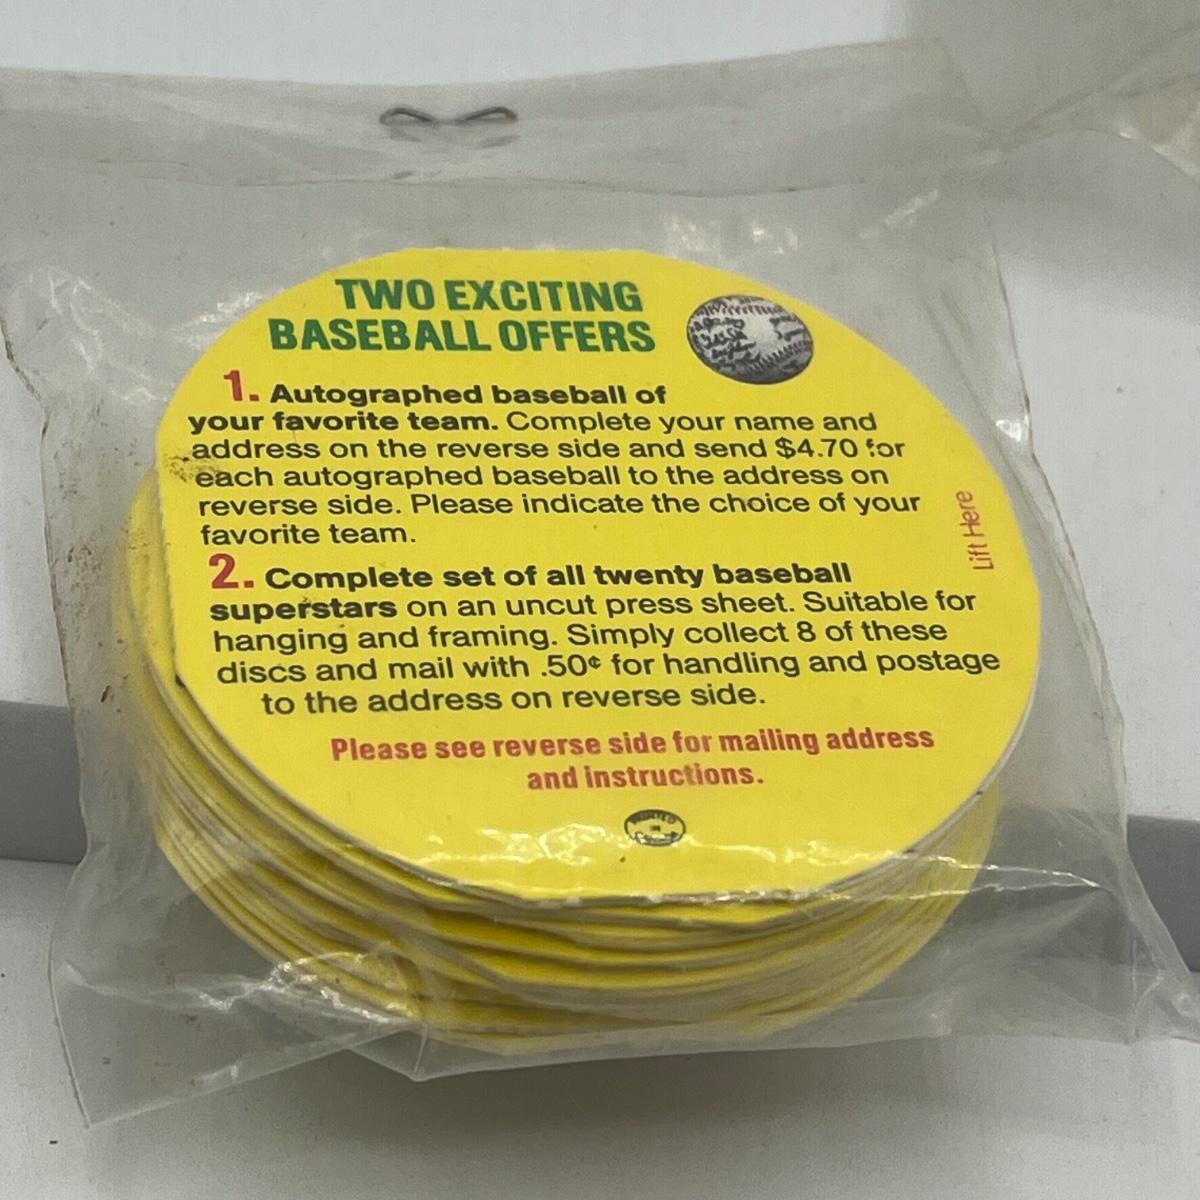 TWO EXCITING
BASEBALL OFFERS
1. Autographed baseball of
your favorite team. Complete your name and
address on the reverse side and send $4.70 for
each autographed baseball to the address on
reverse side. Please indicate the choice of your
favorite team.
2. Complete set of all twenty baseball
superstars on an uncut press sheet. Suitable for
hanging and framing. Simply collect 8 of these
discs and mail with .50¢ for handling and postage
to the address on reverse side.
Please see reverse side for mailing address
and instructions.
Lift Here